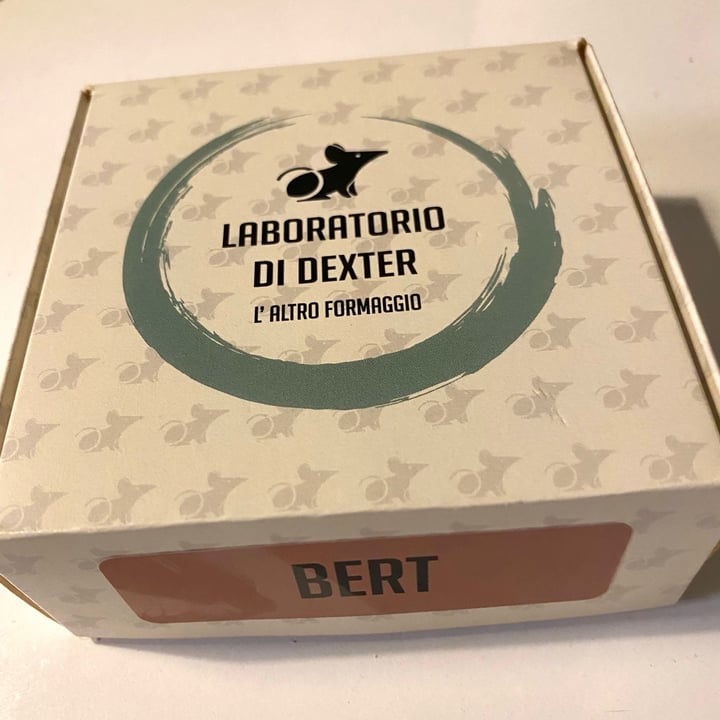 LABORATORIO
DI DEXTER
L' ALTRO FORMAGGIO
BERT